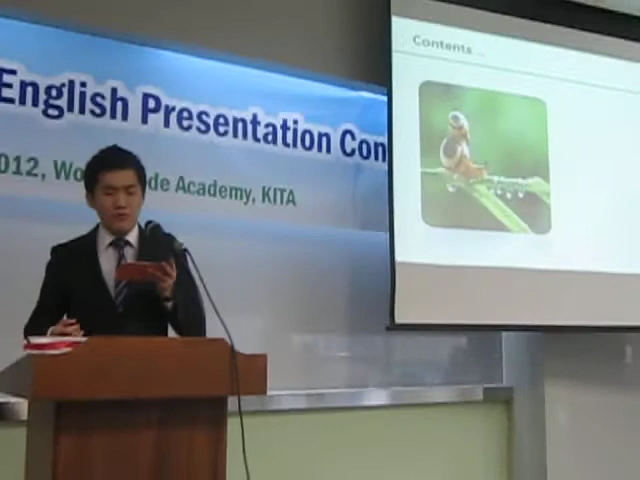 English Presentation Con
012, Wo de Academy, KITA
Contents ..